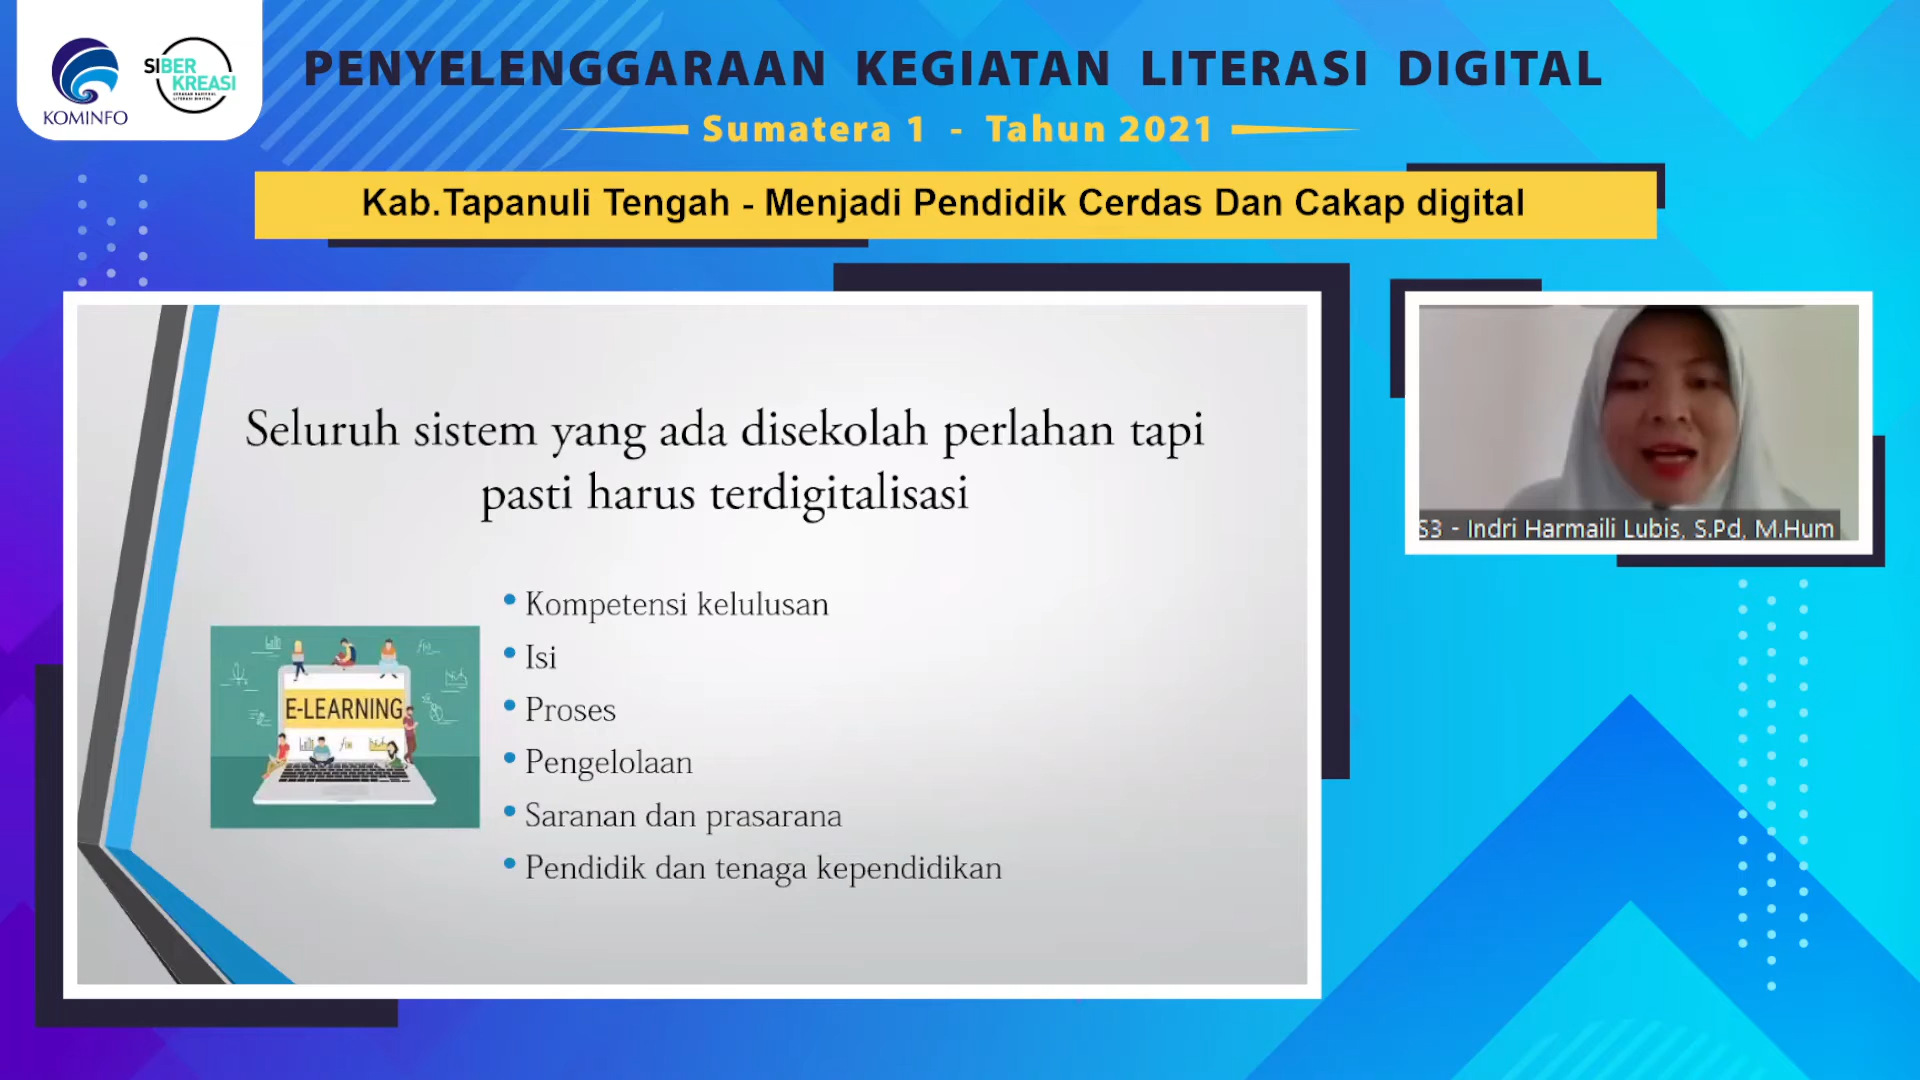 KOMINFO
SIBER
KREASI
PENYELENGGARAAN KEGIATAN LITERASI DIGITAL
Sumatera 1 - Tahun 2021
Kab.Tapanuli Tengah - Menjadi Pendidik Cerdas Dan Cakap digital
Seluruh sistem yang ada disekolah perlahan tapi
pasti harus terdigitalisasi
E-LEARNING
• Kompetensi kelulusan
• Isi
• Proses
• Pengelolaan
• Saranan dan prasarana
• Pendidik dan tenaga kependidikan
S3 - Indri Harmaili Lubis, S.Pd, M.Hum